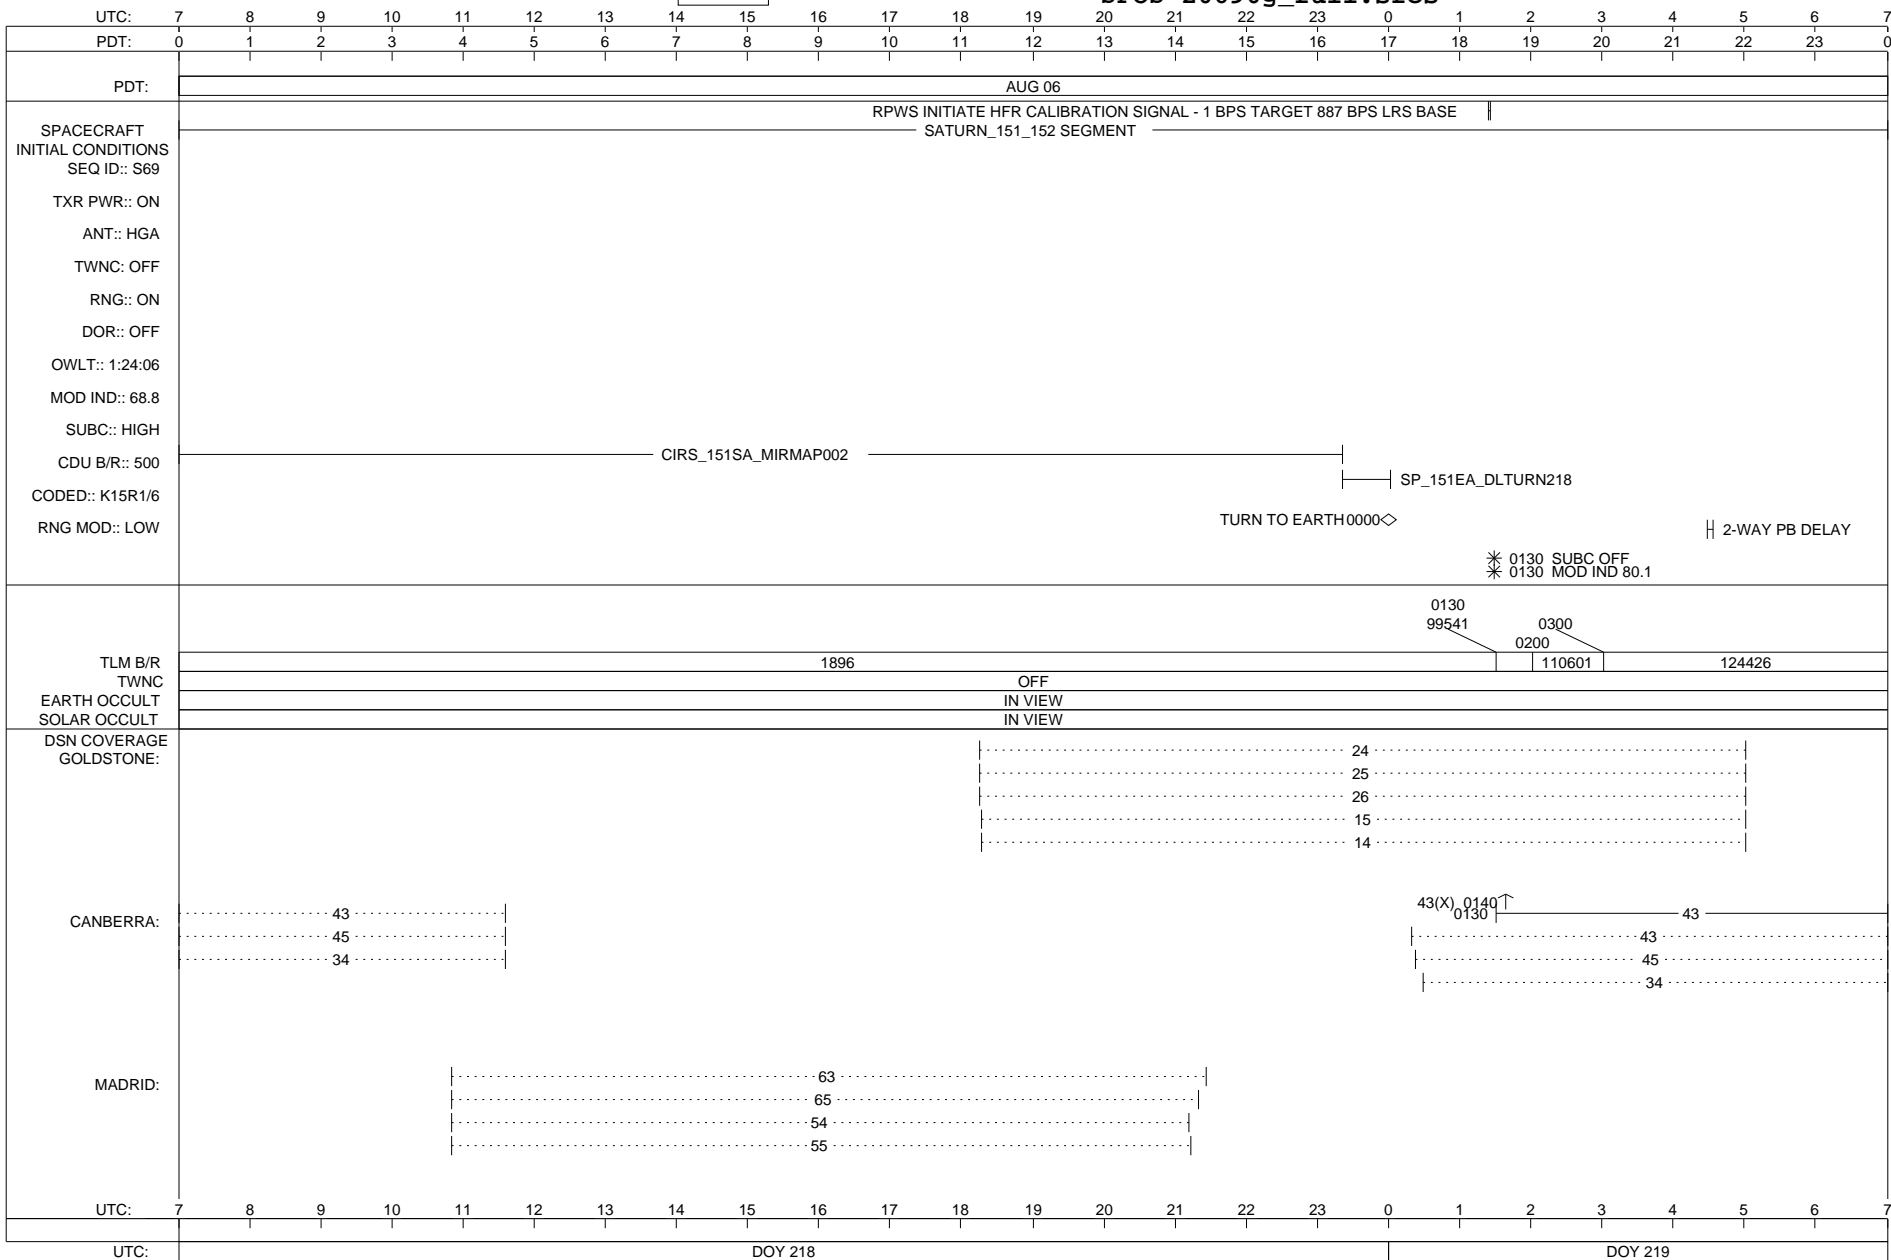 UTC: 7 8 9 10 11 12 13 14 15 16 17 18 19 20 21 22 23 0 1 2 3 4 5 6 7
PDT: 0 1 2 3 4 5 6 7 8 9 10 11 12 13 14 15 16 17 18 19 20 21 22 23 0
PDT: AUG 06
RPWS INITIATE HFR CALIBRATION SIGNAL - 1 BPS TARGET 887 BPS LRS BASE
SPACECRAFT SATURN_151_152 SEGMENT
INITIAL CONDITIONS
SEQ ID:: S69
TXR PWR:: ON
ANT:: HGA
TWNC: OFF
RNG:: ON
DOR:: OFF
OWLT:: 1:24:06
MOD IND:: 68.8
SUBC:: HIGH
CIRS_151SA_MIRMAP002
CDU B/R:: 500
SP_151EA_DLTURN218
CODED:: K15R1/6
TURN TO EARTH 0000
RNG MOD:: LOW 2-WAY PB DELAY
0130 SUBC OFF
0130 MOD IND 80.1
0130
99541 0300
0200
TLM B/R 1896 110601 124426
TWNC OFF
EARTH OCCULT IN VIEW
SOLAR OCCULT IN VIEW
DSN COVERAGE
GOLDSTONE: 24
25
26
15
14
43(X) 0140
CANBERRA: 43 0130 43
45 43
34 45
34
MADRID: 63
65
54
55
UTC: 7 8 9 10 11 12 13 14 15 16 17 18 19 20 21 22 23 0 1 2 3 4 5 6 7
UTC: DOY 218 DOY 219